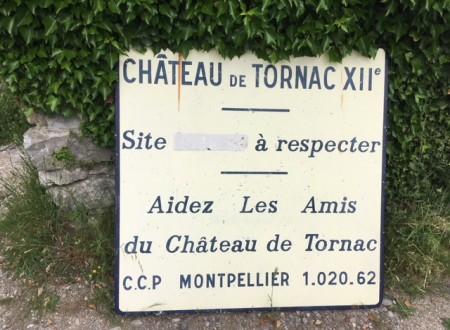 CHÂTEAU DE TORNAC XIIe
Site à respecter
Aidez Les Amis
du Château de Tornac
C.C.P MONTPELLIER 1.020.62